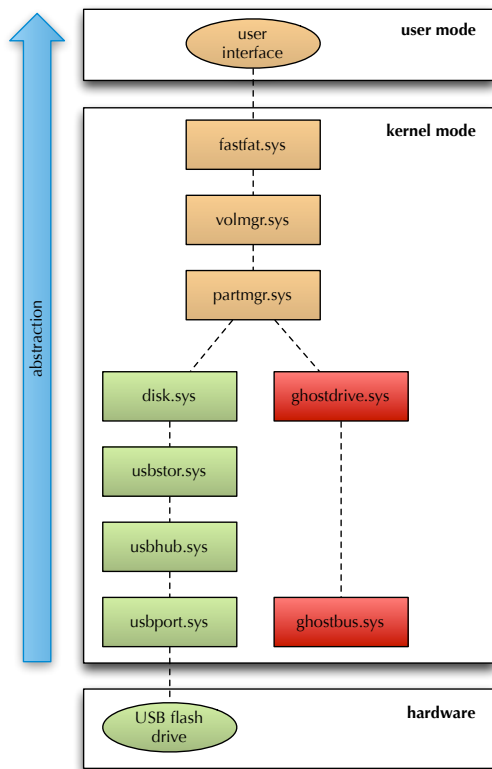 user mode
user
interface
kernel mode
fastfat.sys
volmgr.sys
partmgr.sys
abstraction
disk.sys
ghostdrive.sys
usbstor.sys
usbhub.sys
usbport.sys
ghostbus.sys
hardware
USB flash
drive